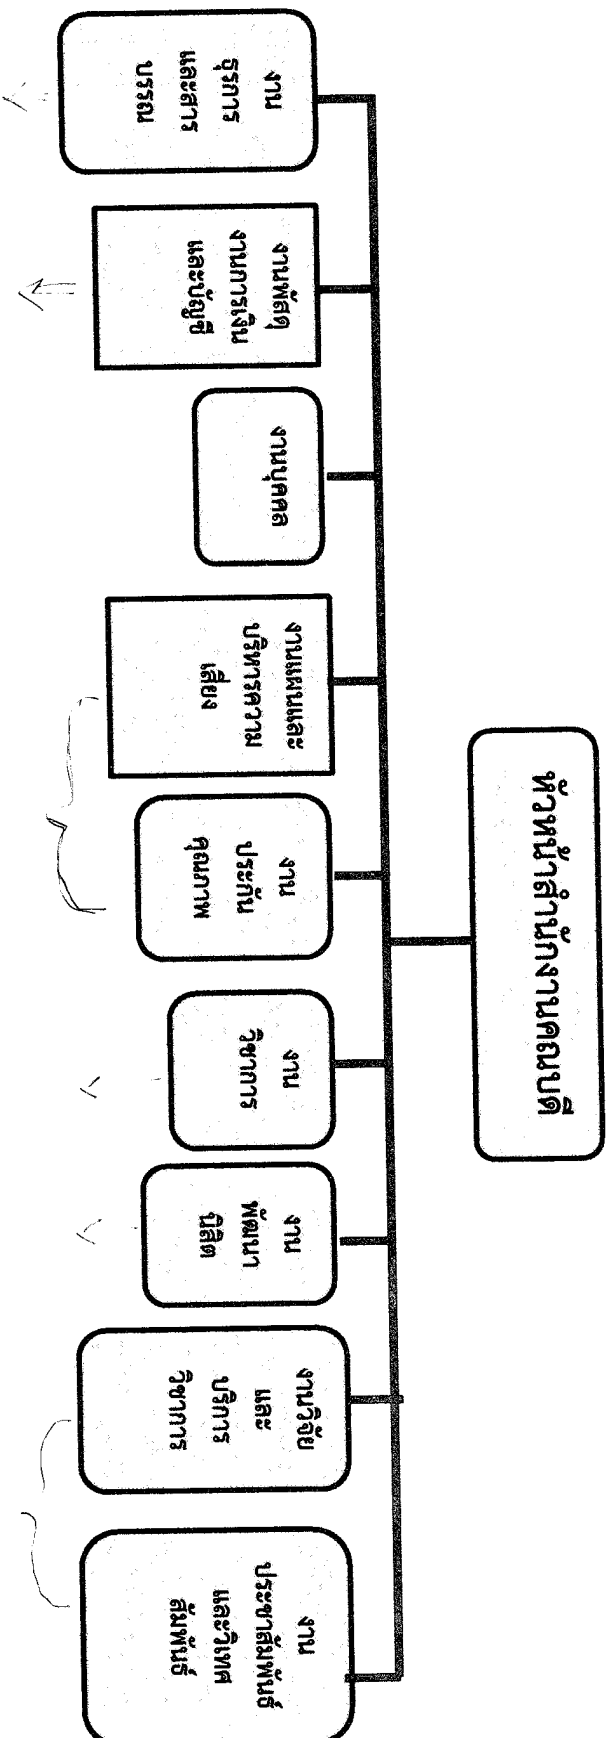 หัวหน้าสำนักงานคณบดี
งาน
ธุรการ
และสาร
บรรณ
งานพัสดุ
งานการเงิน
และบัญชี
งานบุคคล
งานแผนและ
บริหารความ
เสี่ยง
งาน
ประกัน
คุณภาพ
งาน
วิชาการ
งาน
พัฒนา
นิสิต
งานวิจัย
และ
บริการ
วิชาการ
งาน
ประชาสัมพันธ์
และวิเทศ
สัมพันธ์